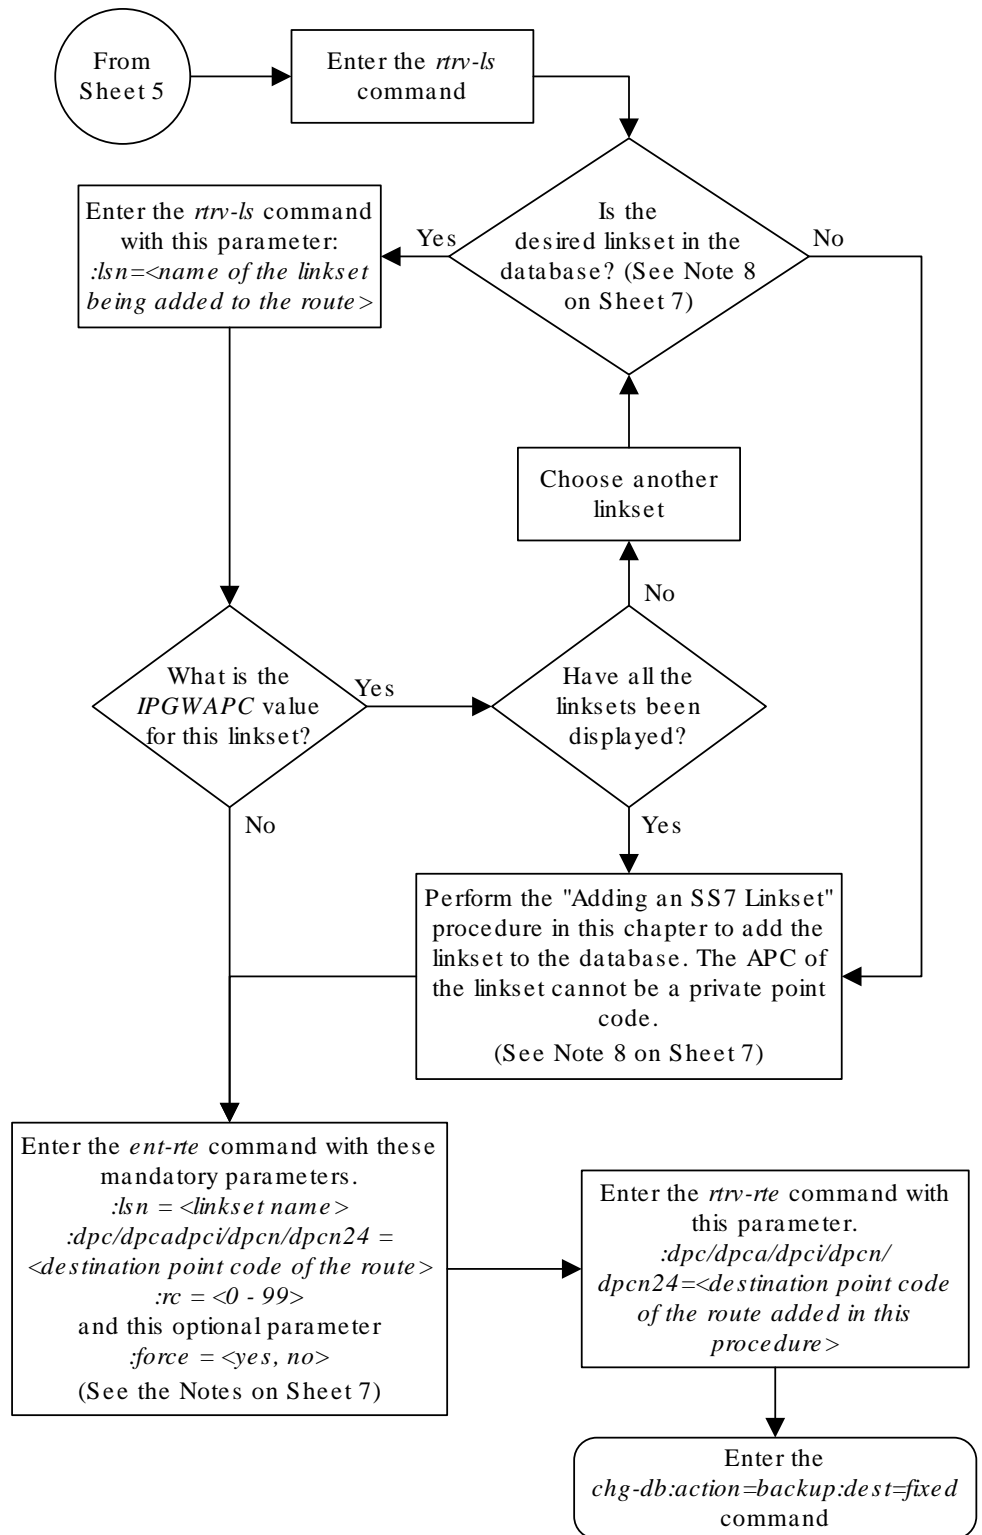 From
Sheet 5
Enter the rtrv-ls
command
Is the
desired linkset in the
database? (See Note 8
on Sheet 7)
Yes
No
Enter the rtrv-ls command
with this parameter:
:lsn=<name of the linkset
being added to the route>
Choose another
linkset
No
What is the
IPGWAPC value
for this linkset?
Yes
Have all the
linksets been
displayed?
No
Yes
Perform the "Adding an SS7 Linkset"
procedure in this chapter to add the
linkset to the database. The APC of
the linkset cannot be a private point
code.
(See Note 8 on Sheet 7)
Enter the ent-rte command with these
mandatory parameters.
:lsn = <linkset name>
:dpc/dpcadpci/dpcn/dpcn24 =
<destination point code of the route>
:rc = <0 - 99>
and this optional parameter
:force = <yes, no>
(See the Notes on Sheet 7)
Enter the rtrv-rte command with
this parameter.
:dpc/dpca/dpci/dpcn/
dpcn24=<destination point code
of the route added in this
procedure>
Enter the
chg-db:action=backup:dest=fixed
command